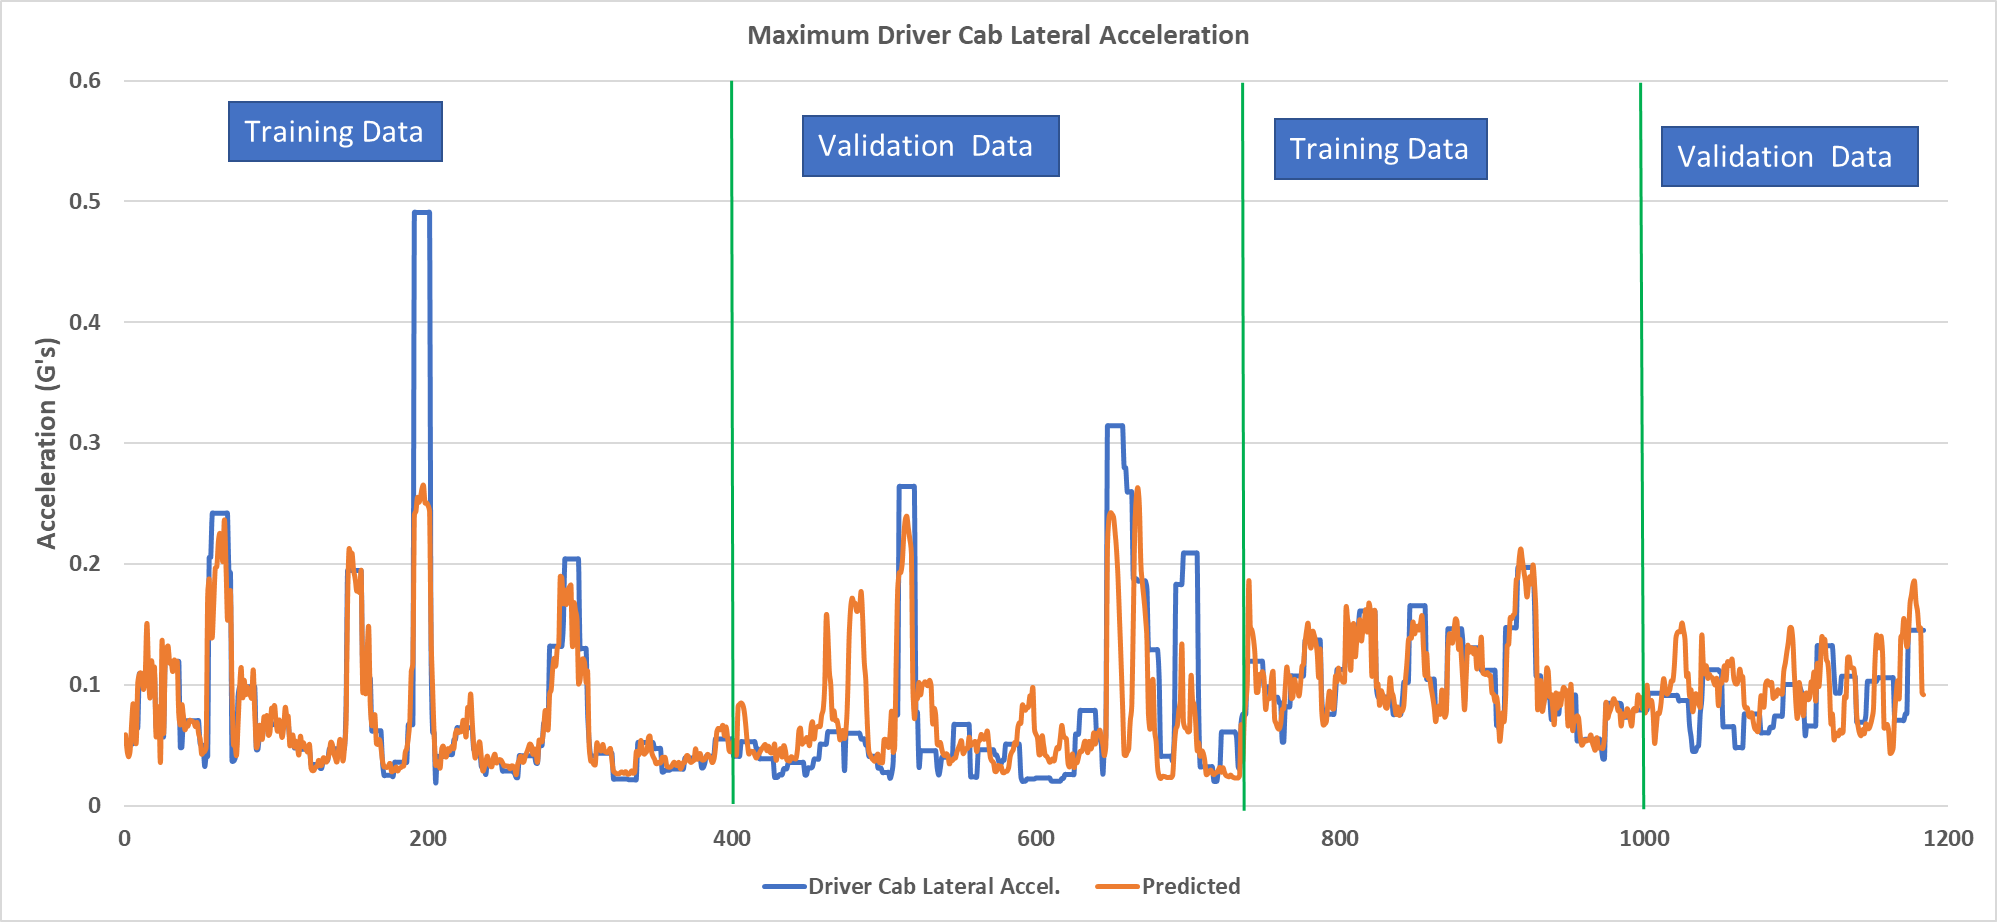 Maximum Driver Cab Lateral Acceleration
Acceleration (G's)
0.6
0.5
0.4
0.3
0.2
0.1
0
Training Data
Validation  Data
Training Data
Validation  Data
0 200 400 600 800 1000 1200
Driver Cab Lateral Accel. Predicted